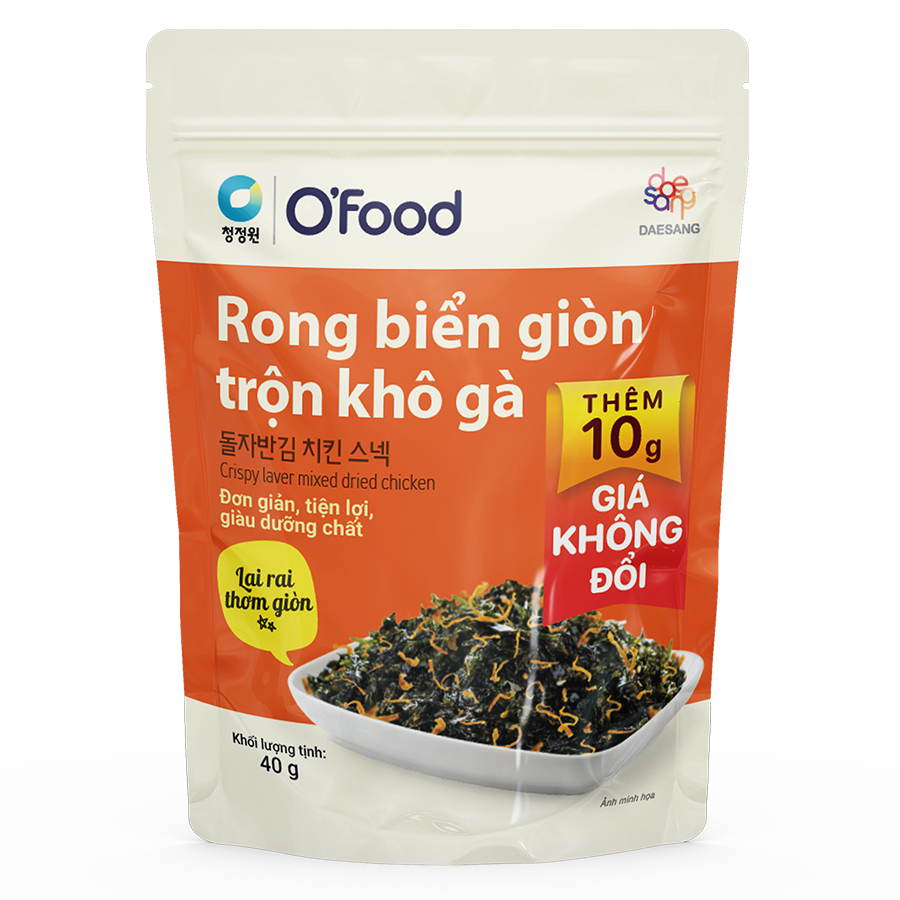 청정원
O'Food
daesang
DAESANG
Rong biển giòn
trộn khô gà
돌자반김 치킨 스넥
Crispy laver mixed dried chicken
Đơn giản, tiện lợi,
giàu dưỡng chất
THÊM
10g
GIÁ
KHÔNG
ĐỔI
Lai rai
thơm giòn
Khối lượng tịnh:
40 g
Ảnh minh họa